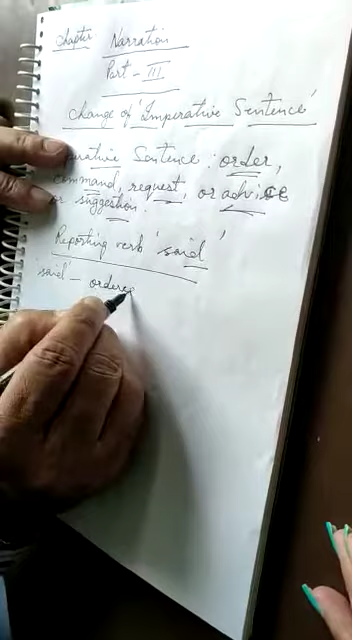 Chapter Narration
Part - III
Change of 'Imperative Sentence'
Sentence : order,
command, request, or advice
or suggestion.
Reporting verb 'said'
'said' - ordere